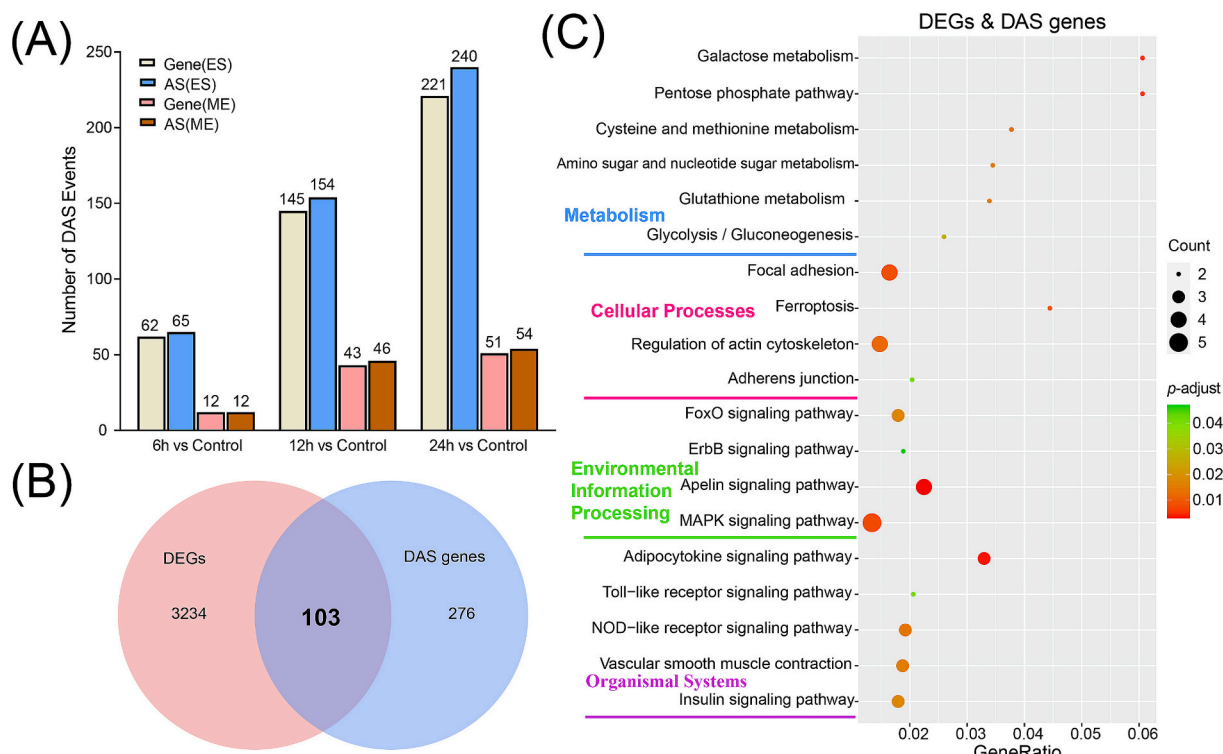 (A)
250
200
150
100
50
0
Number of DAS Events
Gene(ES)
AS(ES)
Gene(ME)
AS(ME)
62
65
12
12
145
154
43
46
221
240
51
54
6h vs Control
12h vs Control
24h vs Control
(B)
DEGs
3234
103
DAS genes
276
(C)
DEGs & DAS genes
Galactose metabolism
Pentose phosphate pathway
Cysteine and methionine metabolism
Amino sugar and nucleotide sugar metabolism
Glutathione metabolism
Metabolism
Glycolysis / Gluconeogenesis
Focal adhesion
Ferroptosis
Cellular Processes
Regulation of actin cytoskeleton
Adherens junction
FoxO signaling pathway
ErbB signaling pathway
Environmental
Information
Processing
Apelin signaling pathway
MAPK signaling pathway
Adipocytokine signaling pathway
Toll−like receptor signaling pathway
NOD−like receptor signaling pathway
Vascular smooth muscle contraction
Organismal Systems
Insulin signaling pathway
0.02
0.03
0.04
0.05
0.06
GeneRatio
Count
2
3
4
5
p-adjust
0.04
0.03
0.02
0.01